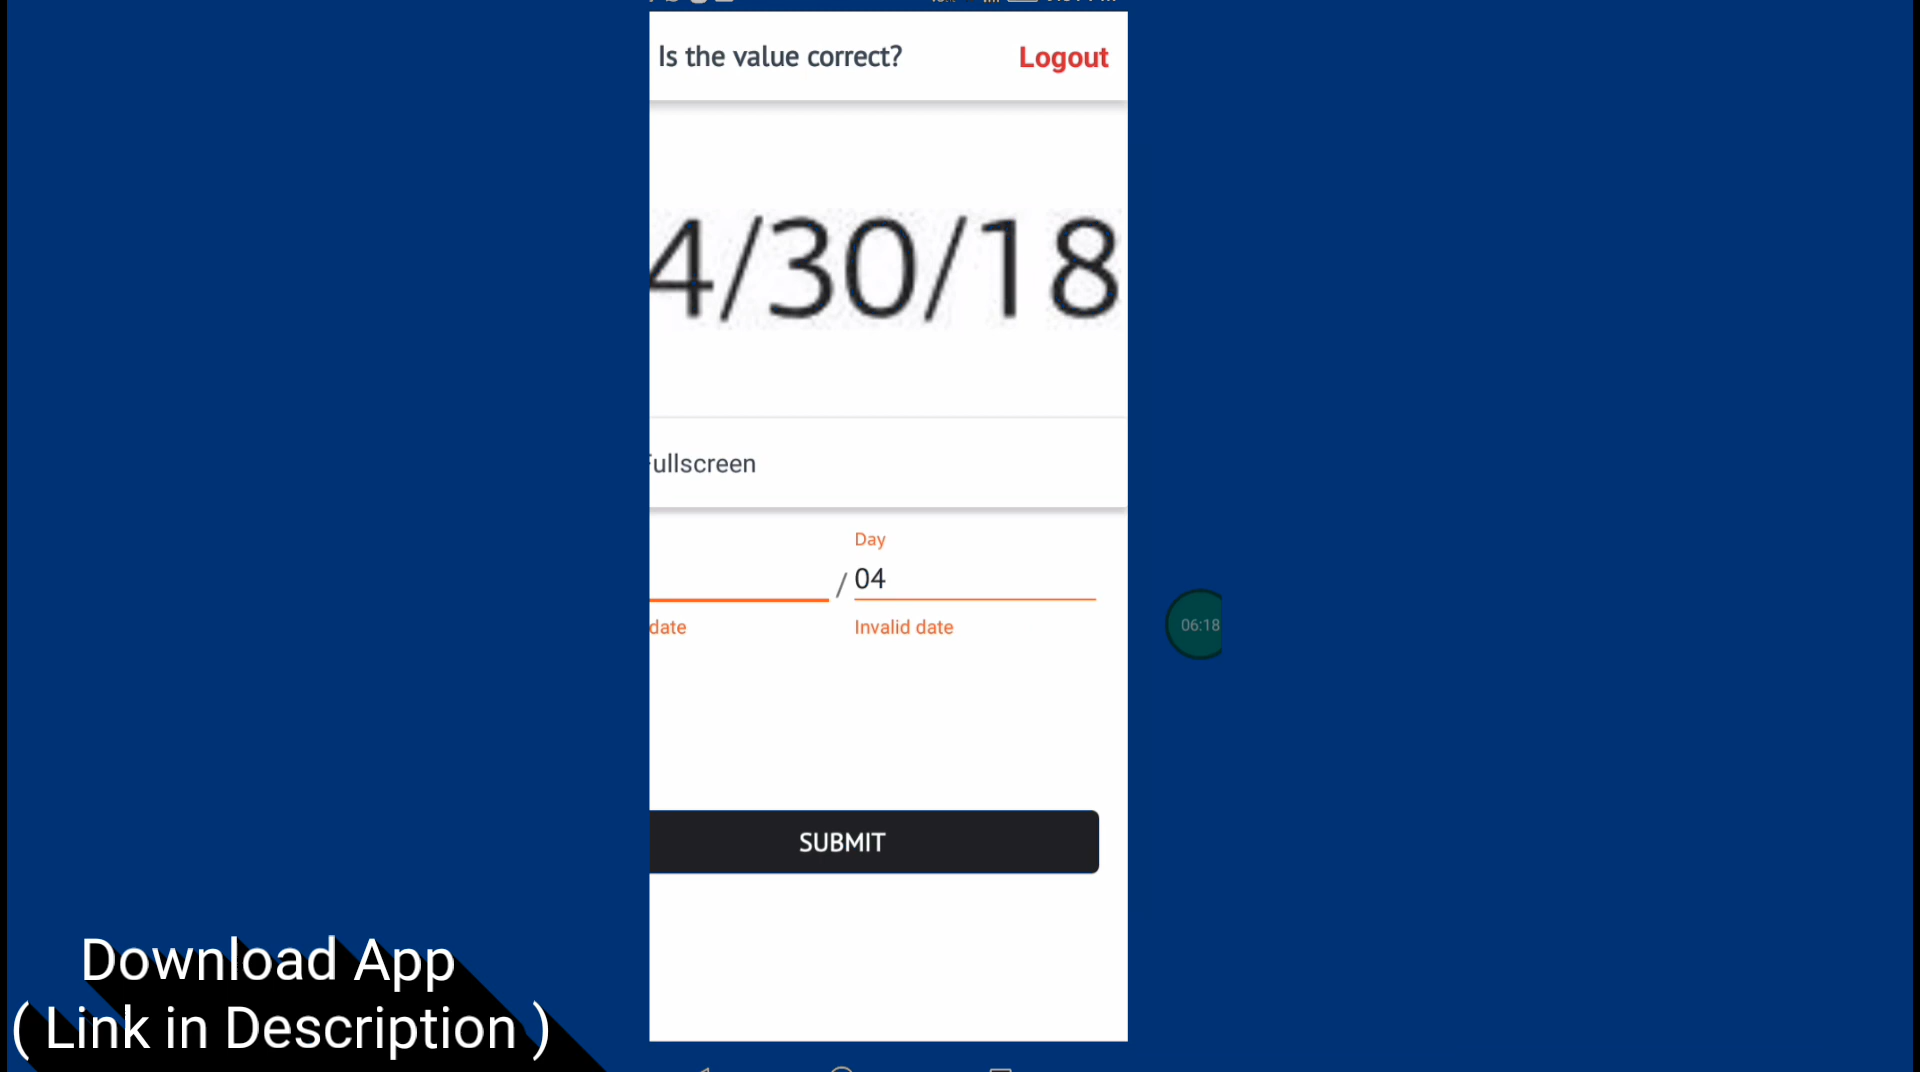 Is the value correct? Logout
4/30/18
Fullscreen
Day
/ 04
date Invalid date
06:18
SUBMIT
Download App
( Link in Description )